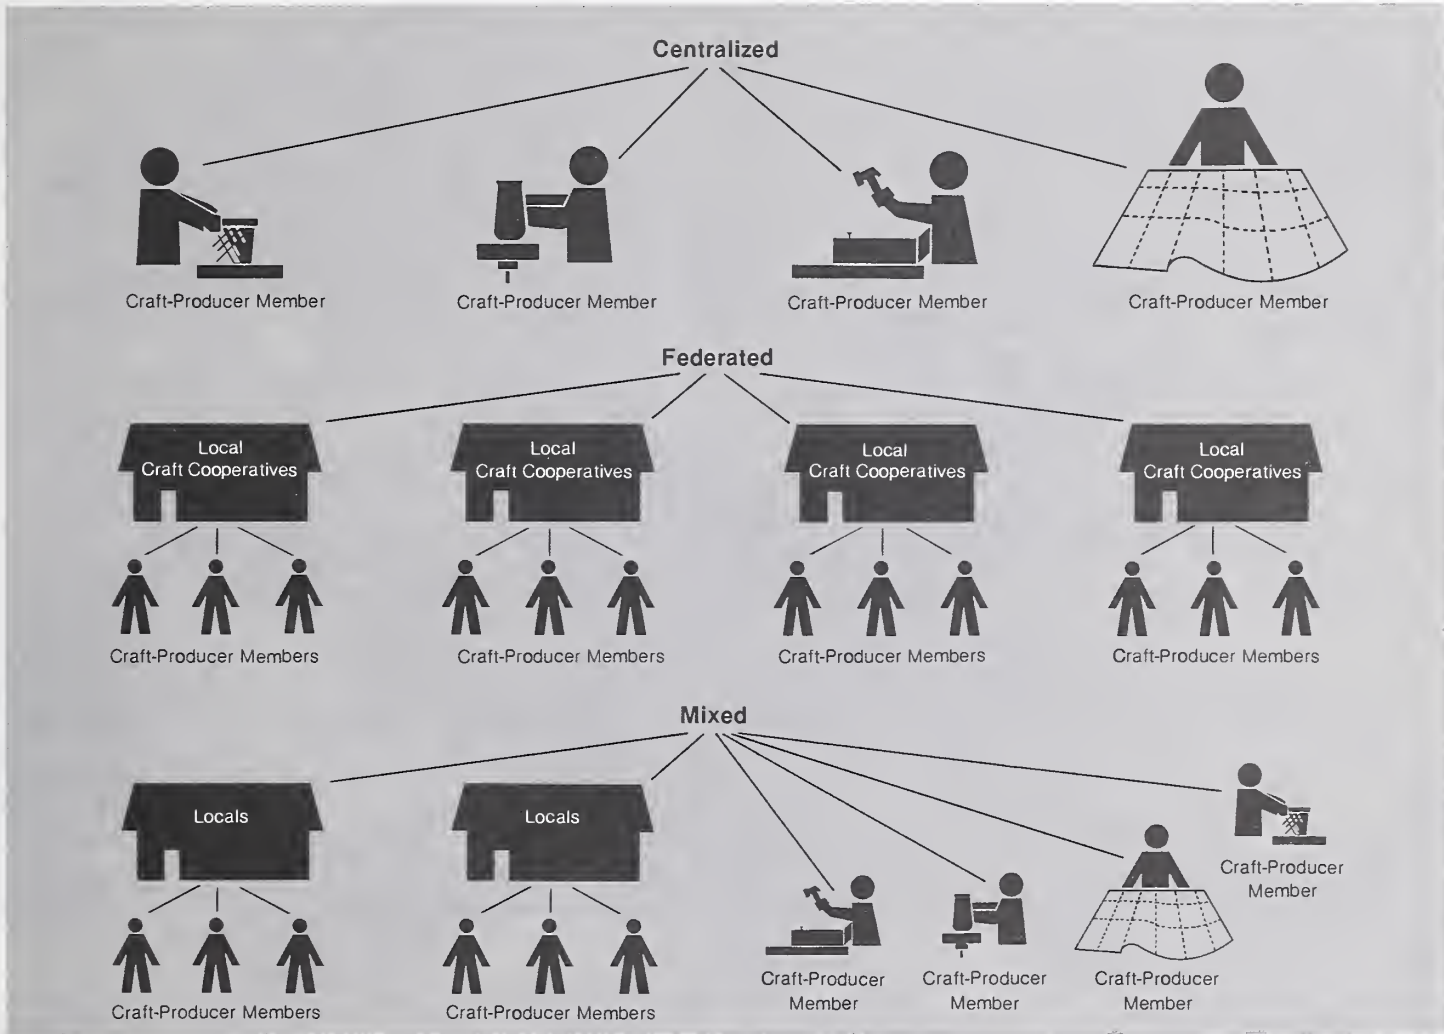 Centralized
Craft-Producer Member
Craft-Producer Member
Craft-Producer Member
Craft-Producer Member
Federated
Local
Craft Cooperatives
Local
Craft Cooperatives
Local
Craft Cooperatives
Local
Craft Cooperatives
Craft-Producer Members
Craft-Producer Members
Craft-Producer Members
Craft-Producer Members
Mixed
Locals
Locals
Craft-Producer Members
Craft-Producer Members
Craft-Producer
Member
Craft-Producer
Member
Craft-Producer
Member
Craft-Producer
Member